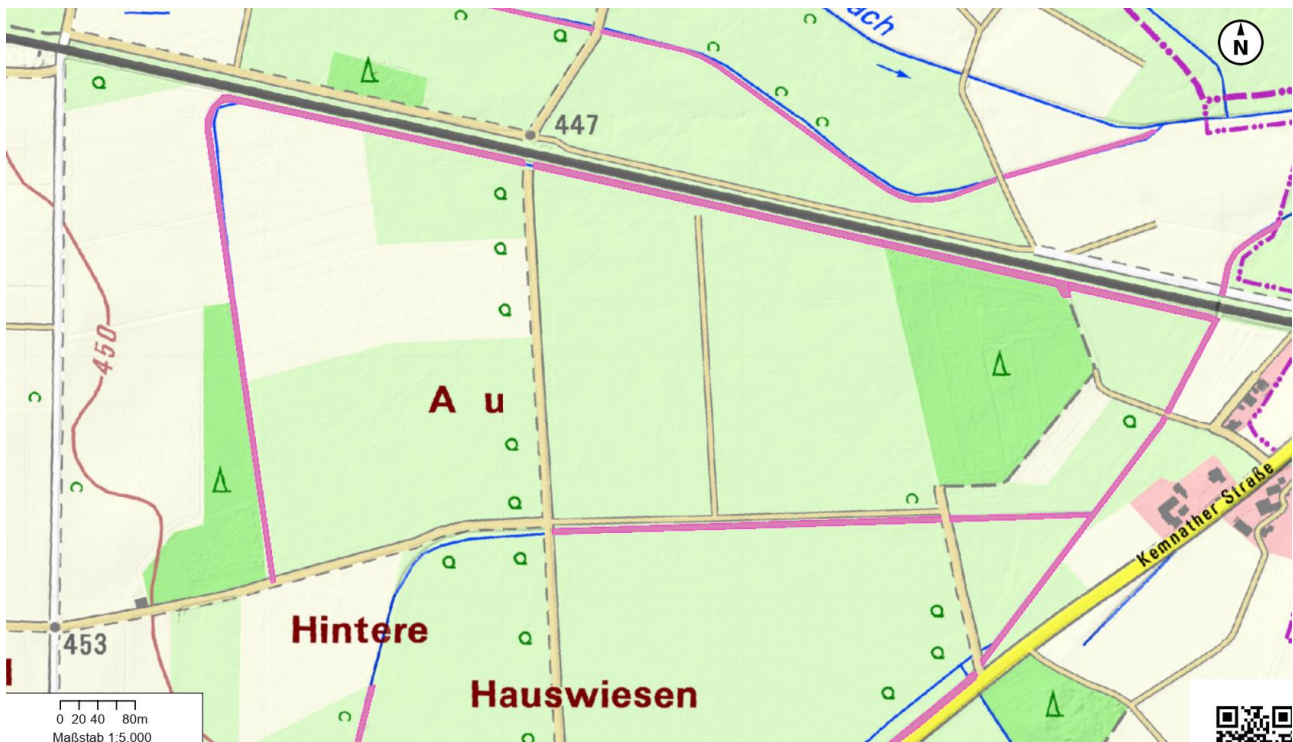 ach
N
447
450
A u
Kemnather Straße
Hintere
453
Hauswiesen
0 20 40 80m
Maßstab 1:5.000